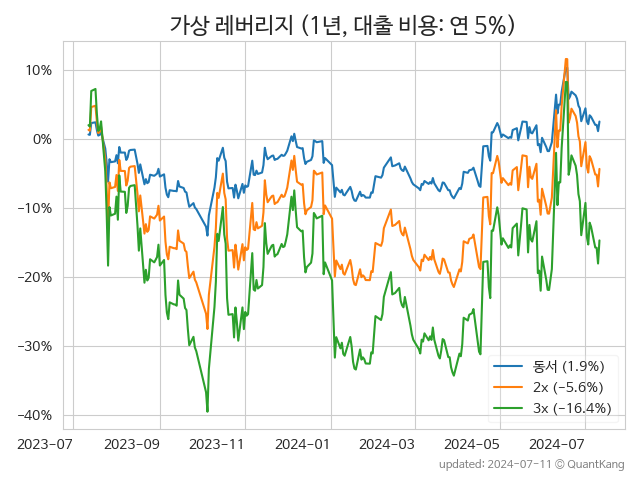 가상 레버리지 (1년, 대출 비용: 연 5%)
10%
0%
−10%
−20%
−30%
−40%
동서 (1.9%)
2x (−5.6%)
3x (−16.4%)
2023-07 2023-09 2023-11 2024-01 2024-03 2024-05 2024-07
updated: 2024-07-11 © QuantKang